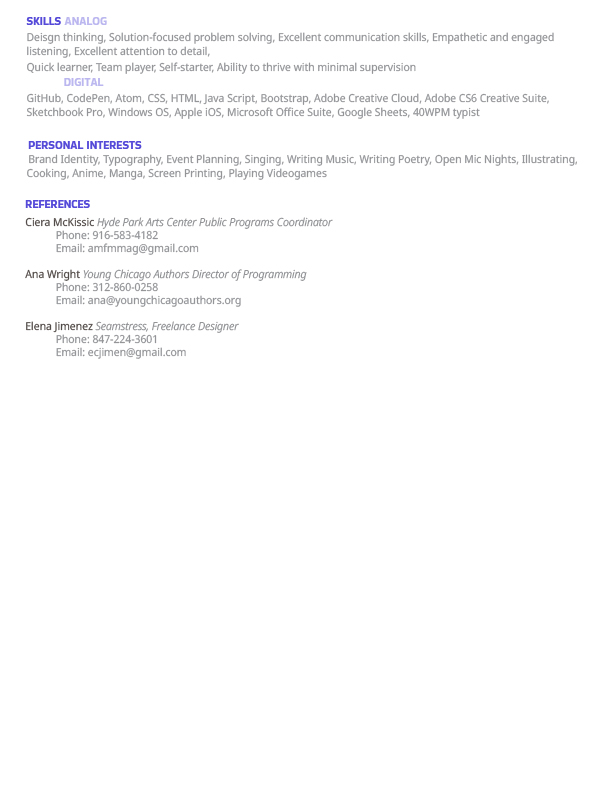 SKILLS ANALOG
Deisgn thinking, Solution-focused problem solving, Excellent communication skills, Empathetic and engaged
listening, Excellent attention to detail,
Quick learner, Team player, Self-starter, Ability to thrive with minimal supervision
DIGITAL
GitHub, CodePen, Atom, CSS, HTML, Java Script, Bootstrap, Adobe Creative Cloud, Adobe CS6 Creative Suite,
Sketchbook Pro, Windows OS, Apple iOS, Microsoft Office Suite, Google Sheets, 40WPM typist
PERSONAL INTERESTS
Brand Identity, Typography, Event Planning, Singing, Writing Music, Writing Poetry, Open Mic Nights, Illustrating,
Cooking, Anime, Manga, Screen Printing, Playing Videogames
REFERENCES
Ciera McKissic Hyde Park Arts Center Public Programs Coordinator
Phone: 916-583-4182
Email: amfmmag@gmail.com
Ana Wright Young Chicago Authors Director of Programming
Phone: 312-860-0258
Email: ana@youngchicagoauthors.org
Elena Jimenez Seamstress, Freelance Designer
Phone: 847-224-3601
Email: ecjimen@gmail.com